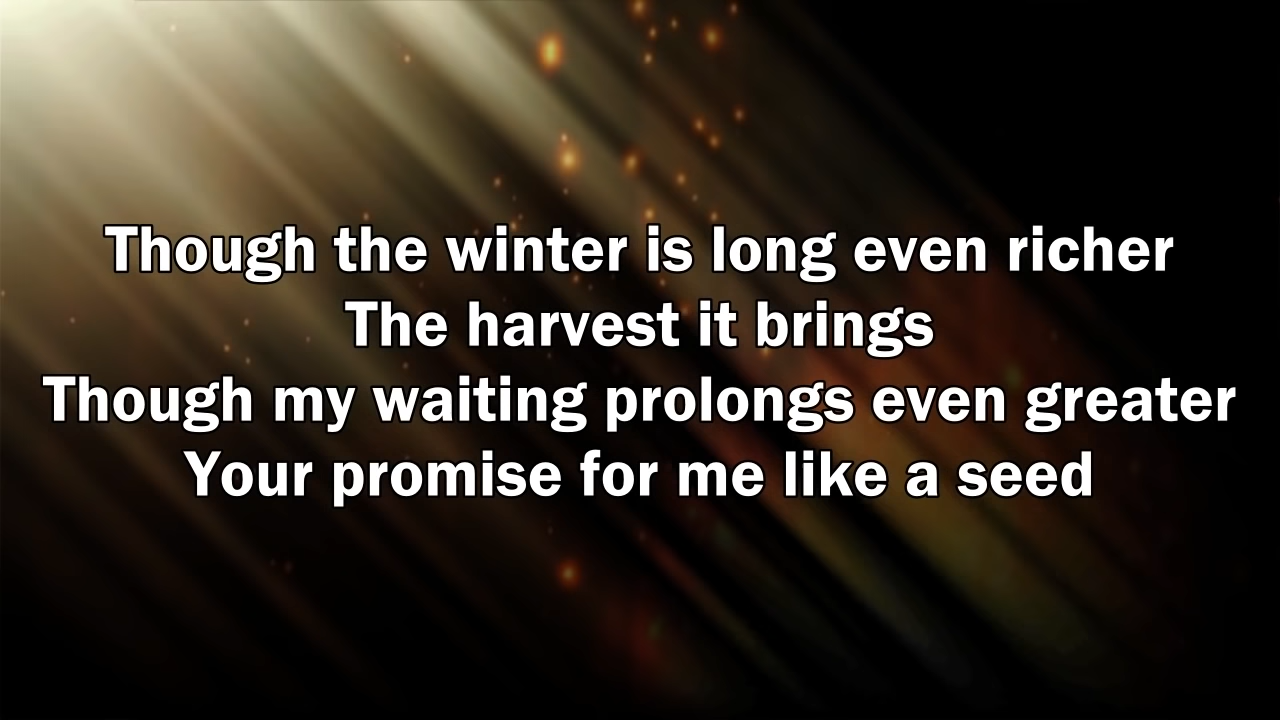 Though the winter is long even richer
The harvest it brings
Though my waiting prolongs even greater
Your promise for me like a seed